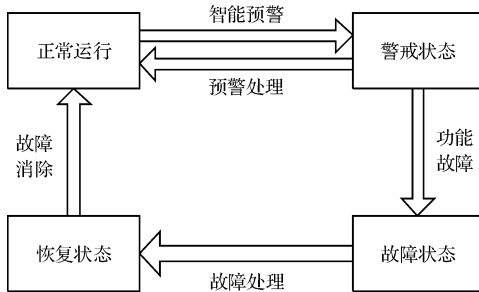 智能预警
正常运行
警戒状态
预警处理
故障
消除
功能
故障
恢复状态
故障状态
故障处理